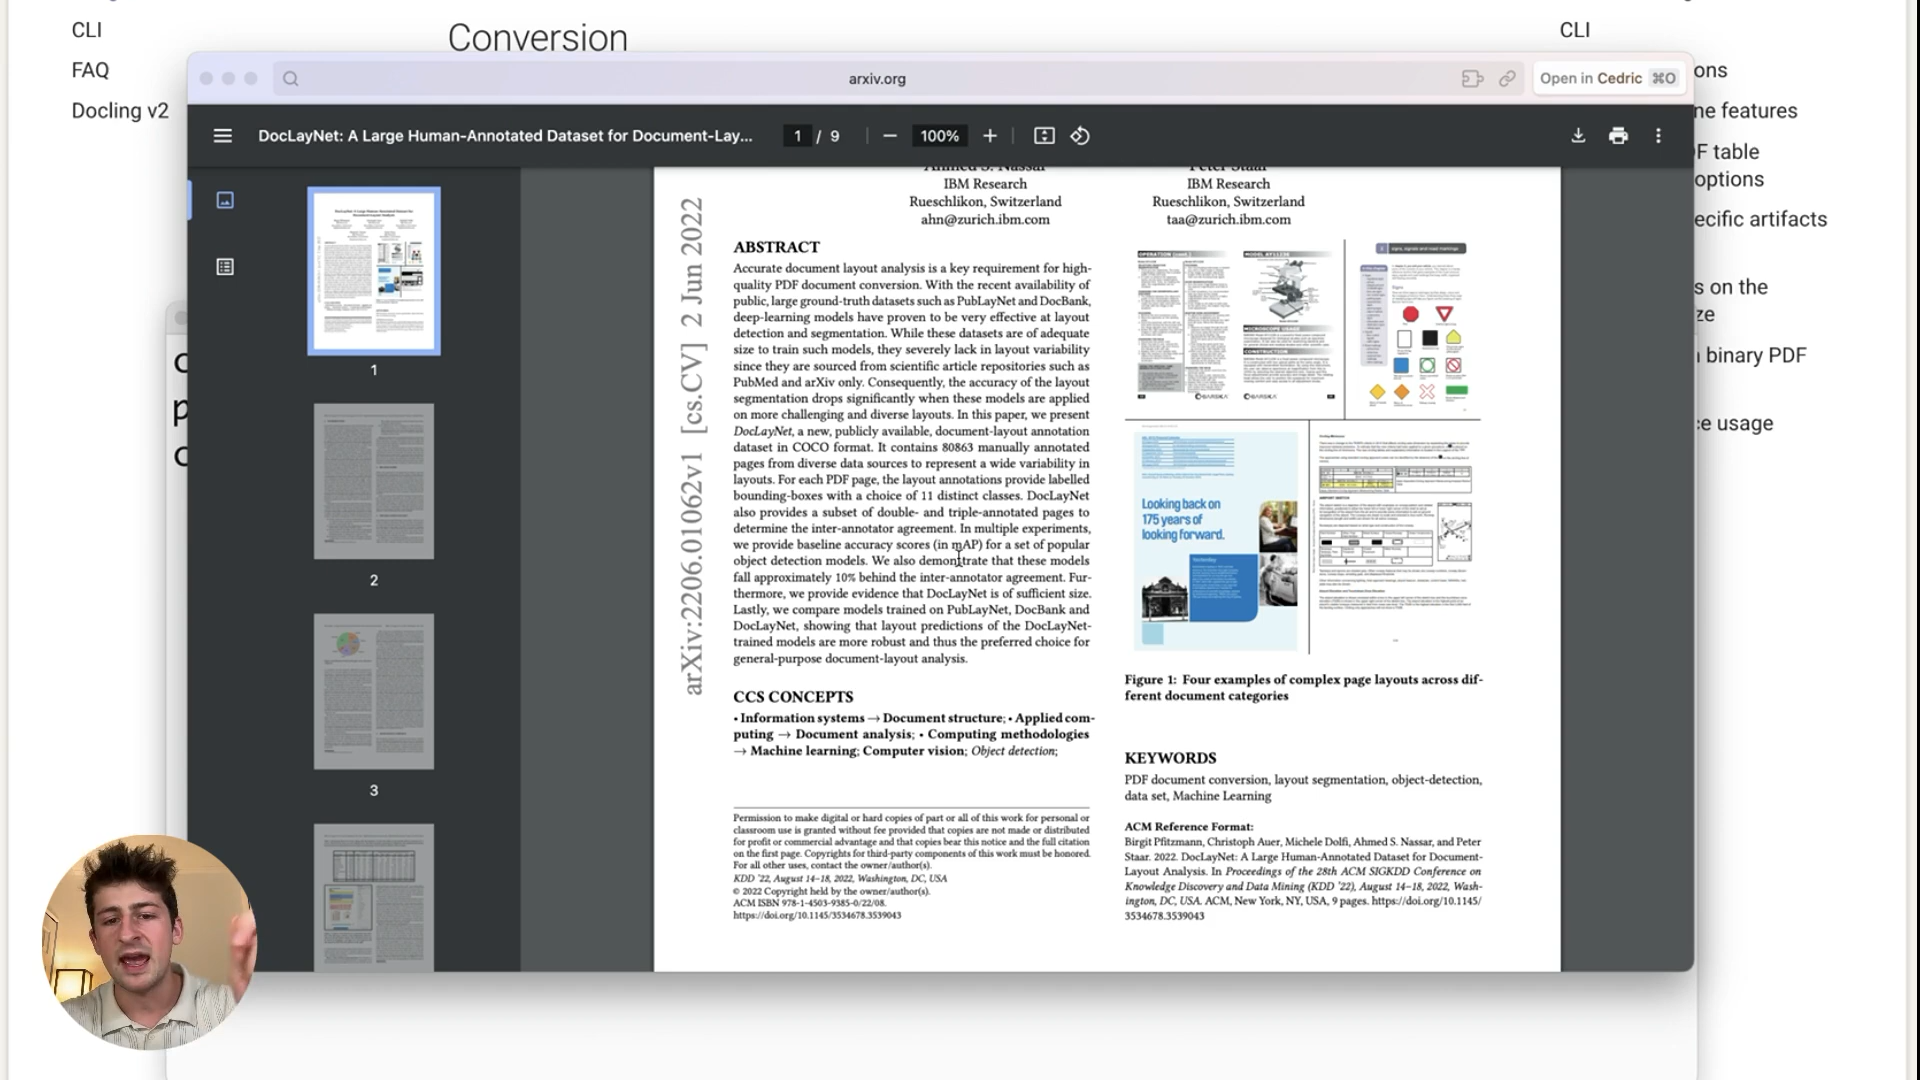 CLI
FAQ
Docling v2
Conversion
CLI
arxiv.org
Open in Cedric ⌘O
DocLayNet: A Large Human-Annotated Dataset for Document-Lay...
1 / 9
100%
1
2
3
ons
ne features
F table
options
ecific artifacts
s on the
ze
n binary PDF
ce usage
arXiv:2206.01062v1 [cs.CV] 2 Jun 2022
Ahmed S. Nassar
IBM Research
Rueschlikon, Switzerland
ahn@zurich.ibm.com
Peter Staar
IBM Research
Rueschlikon, Switzerland
taa@zurich.ibm.com
ABSTRACT
Accurate document layout analysis is a key requirement for high-
quality PDF document conversion. With the recent availability of
public, large ground-truth datasets such as PubLayNet and DocBank,
deep-learning models have proven to be very effective at layout
detection and segmentation. While these datasets are of adequate
size to train such models, they severely lack in layout variability
since they are sourced from scientific article repositories such as
PubMed and arXiv only. Consequently, the accuracy of the layout
segmentation drops significantly when these models are applied
on more challenging and diverse layouts. In this paper, we present
DocLayNet, a new, publicly available, document-layout annotation
dataset in COCO format. It contains 80863 manually annotated
pages from diverse data sources to represent a wide variability in
layouts. For each PDF page, the layout annotations provide labelled
bounding-boxes with a choice of 11 distinct classes. DocLayNet
also provides a subset of double- and triple-annotated pages to
determine the inter-annotator agreement. In multiple experiments,
we provide baseline accuracy scores (in mAP) for a set of popular
object detection models. We also demonstrate that these models
fall approximately 10% behind the inter-annotator agreement. Fur-
thermore, we provide evidence that DocLayNet is of sufficient size.
Lastly, we compare models trained on PubLayNet, DocBank and
DocLayNet, showing that layout predictions of the DocLayNet-
trained models are more robust and thus the preferred choice for
general-purpose document-layout analysis.
CCS CONCEPTS
• Information systems → Document structure; • Applied com-
puting → Document analysis; • Computing methodologies
→ Machine learning; Computer vision; Object detection;
Permission to make digital or hard copies of part or all of this work for personal or
classroom use is granted without fee provided that copies are not made or distributed
for profit or commercial advantage and that copies bear this notice and the full citation
on the first page. Copyrights for third-party components of this work must be honored.
For all other uses, contact the owner/author(s).
KDD '22, August 14–18, 2022, Washington, DC, USA
© 2022 Copyright held by the owner/author(s).
ACM ISBN 978-1-4503-9385-0/22/08.
https://doi.org/10.1145/3534678.3539043
OPERATION
MODEL
MICROSCOPE USAGE
CONSTRUCTION
BARSKA
BARSKA
signs, signals and road markings
Signs
Looking back on
175 years of
looking forward.
Figure 1: Four examples of complex page layouts across dif-
ferent document categories
KEYWORDS
PDF document conversion, layout segmentation, object-detection,
data set, Machine Learning
ACM Reference Format:
Birgit Pfitzmann, Christoph Auer, Michele Dolfi, Ahmed S. Nassar, and Peter
Staar. 2022. DocLayNet: A Large Human-Annotated Dataset for Document-
Layout Analysis. In Proceedings of the 28th ACM SIGKDD Conference on
Knowledge Discovery and Data Mining (KDD '22), August 14–18, 2022, Wash-
ington, DC, USA. ACM, New York, NY, USA, 9 pages. https://doi.org/10.1145/
3534678.3539043